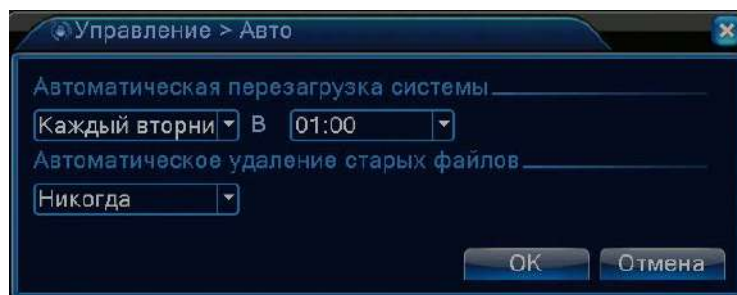 Управление > Авто
Автоматическая перезагрузка системы
Каждый вторни В 01:00
Автоматическое удаление старых файлов
Никогда
OK Отмена